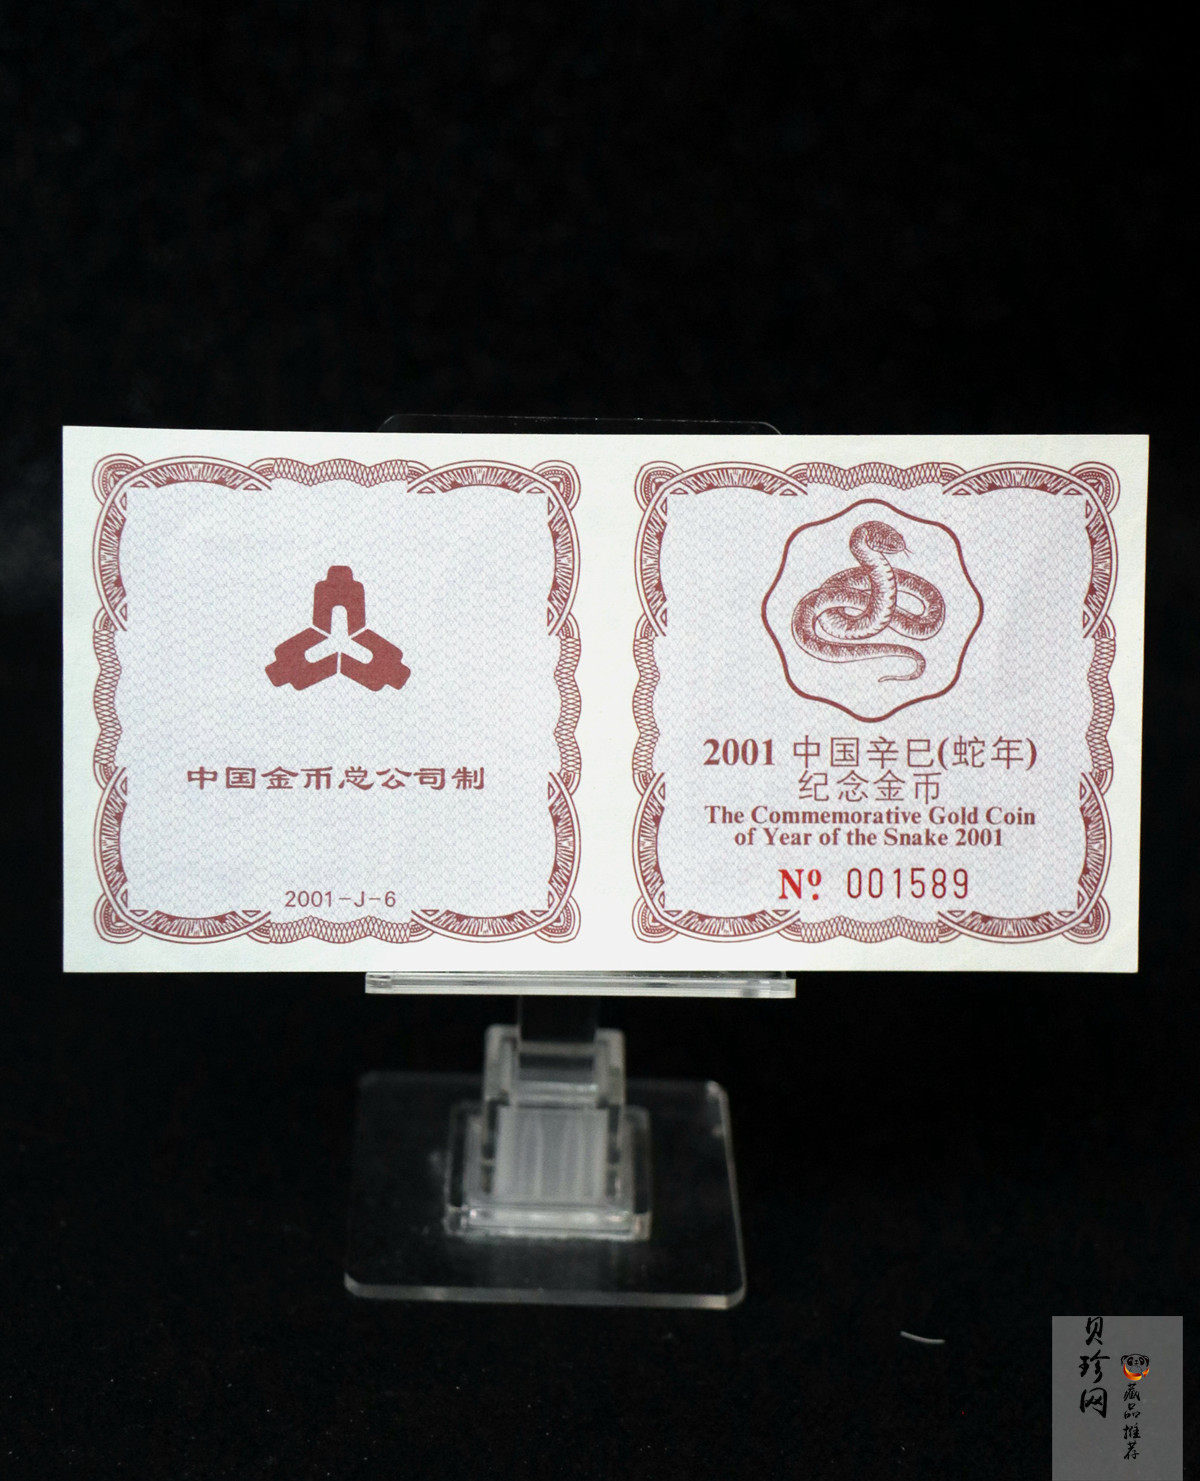 中国金币总公司制
2001-J-6
2001 中国辛巳(蛇年)
纪念金币
The Commemorative Gold Coin
of Year of the Snake 2001
Nº 001589
贝珍网
藏品推荐